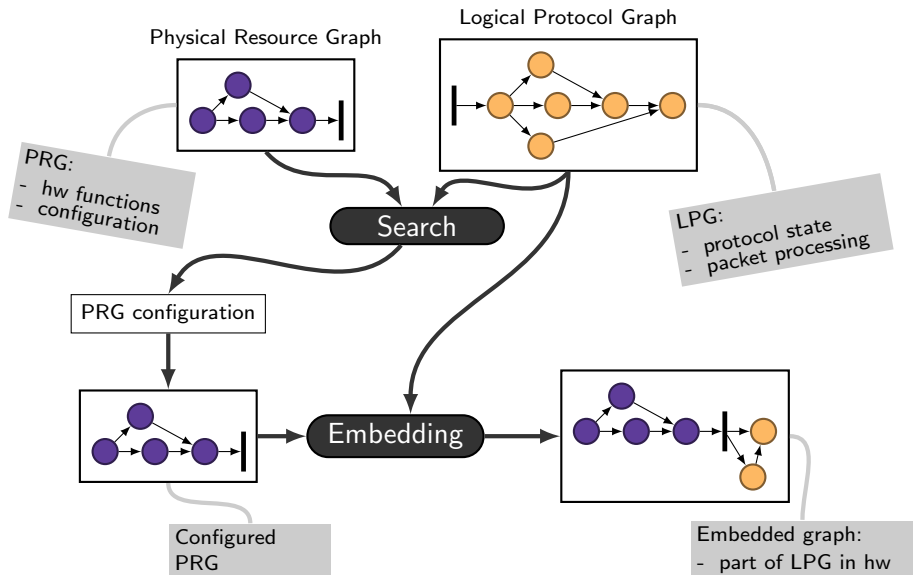 Logical Protocol Graph
Physical Resource Graph
PRG:
- hw functions
- configuration
LPG:
- protocol state
- packet processing
Search
PRG configuration
Embedding
Configured
PRG
Embedded graph:
- part of LPG in hw